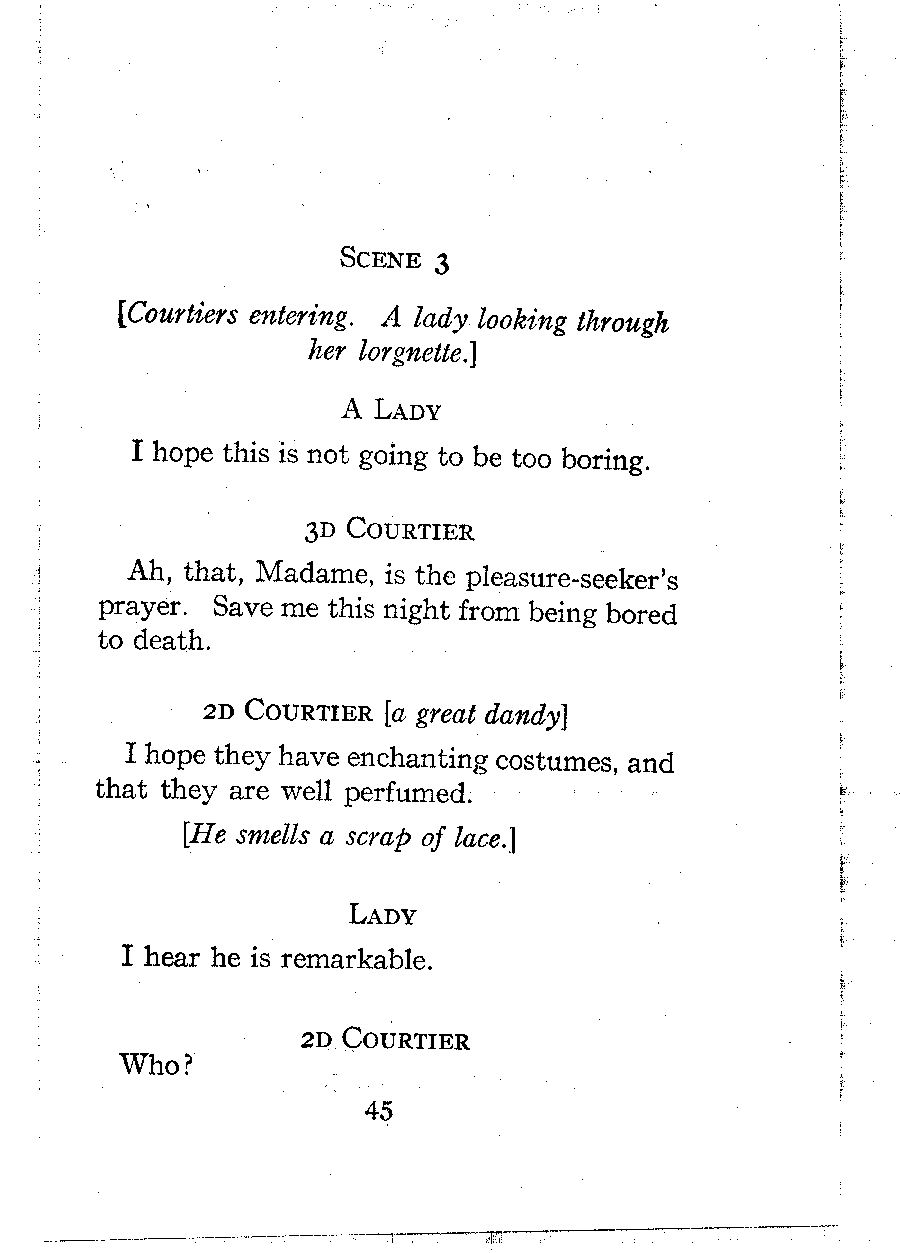 SCENE 3
[Courtiers entering. A lady looking through
her lorgnette.]
A LADY
I hope this is not going to be too boring.
3D COURTIER
Ah, that, Madame, is the pleasure-seeker's
prayer. Save me this night from being bored
to death.
2D COURTIER [a great dandy]
I hope they have enchanting costumes, and
that they are well perfumed.
[He smells a scrap of lace.]
LADY
I hear he is remarkable.
2D COURTIER
Who?
45